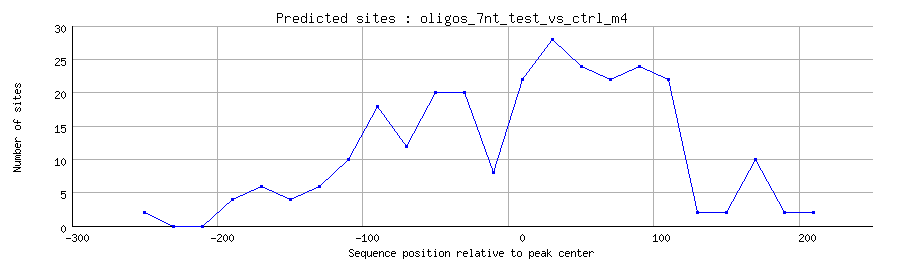 Predicted sites : oligos_7nt_test_vs_ctrl_m4
30
25
20
15
10
5
0
Number of sites
-300 -200 -100 0 100 200
Sequence position relative to peak center